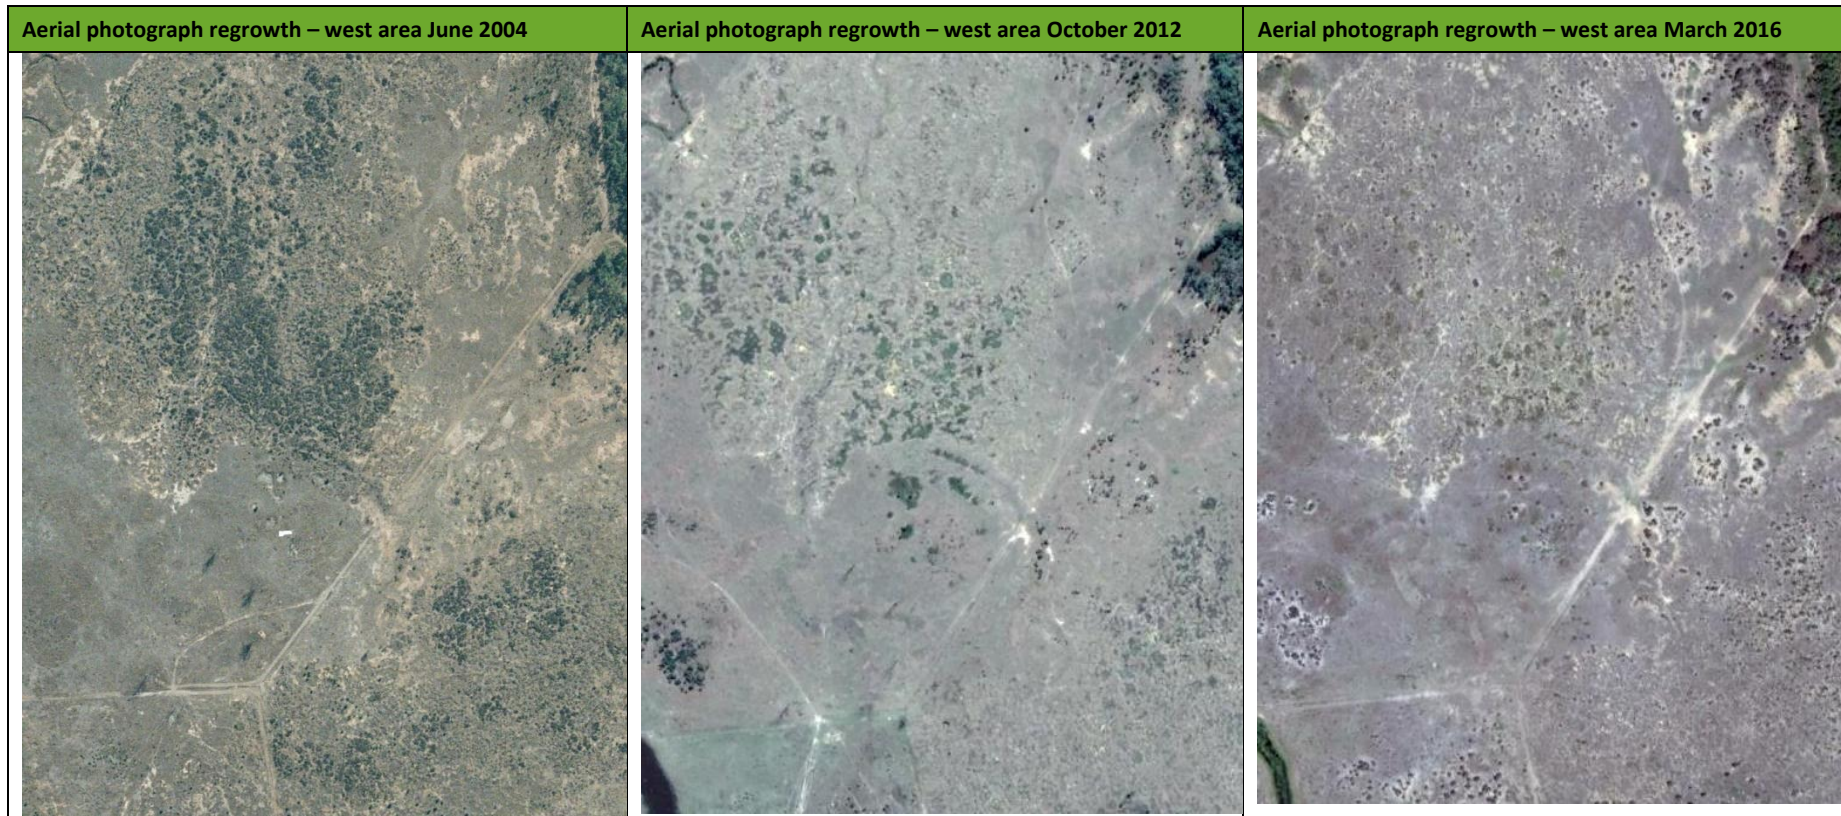 Aerial photograph regrowth – west area June 2004
Aerial photograph regrowth – west area October 2012
Aerial photograph regrowth – west area March 2016